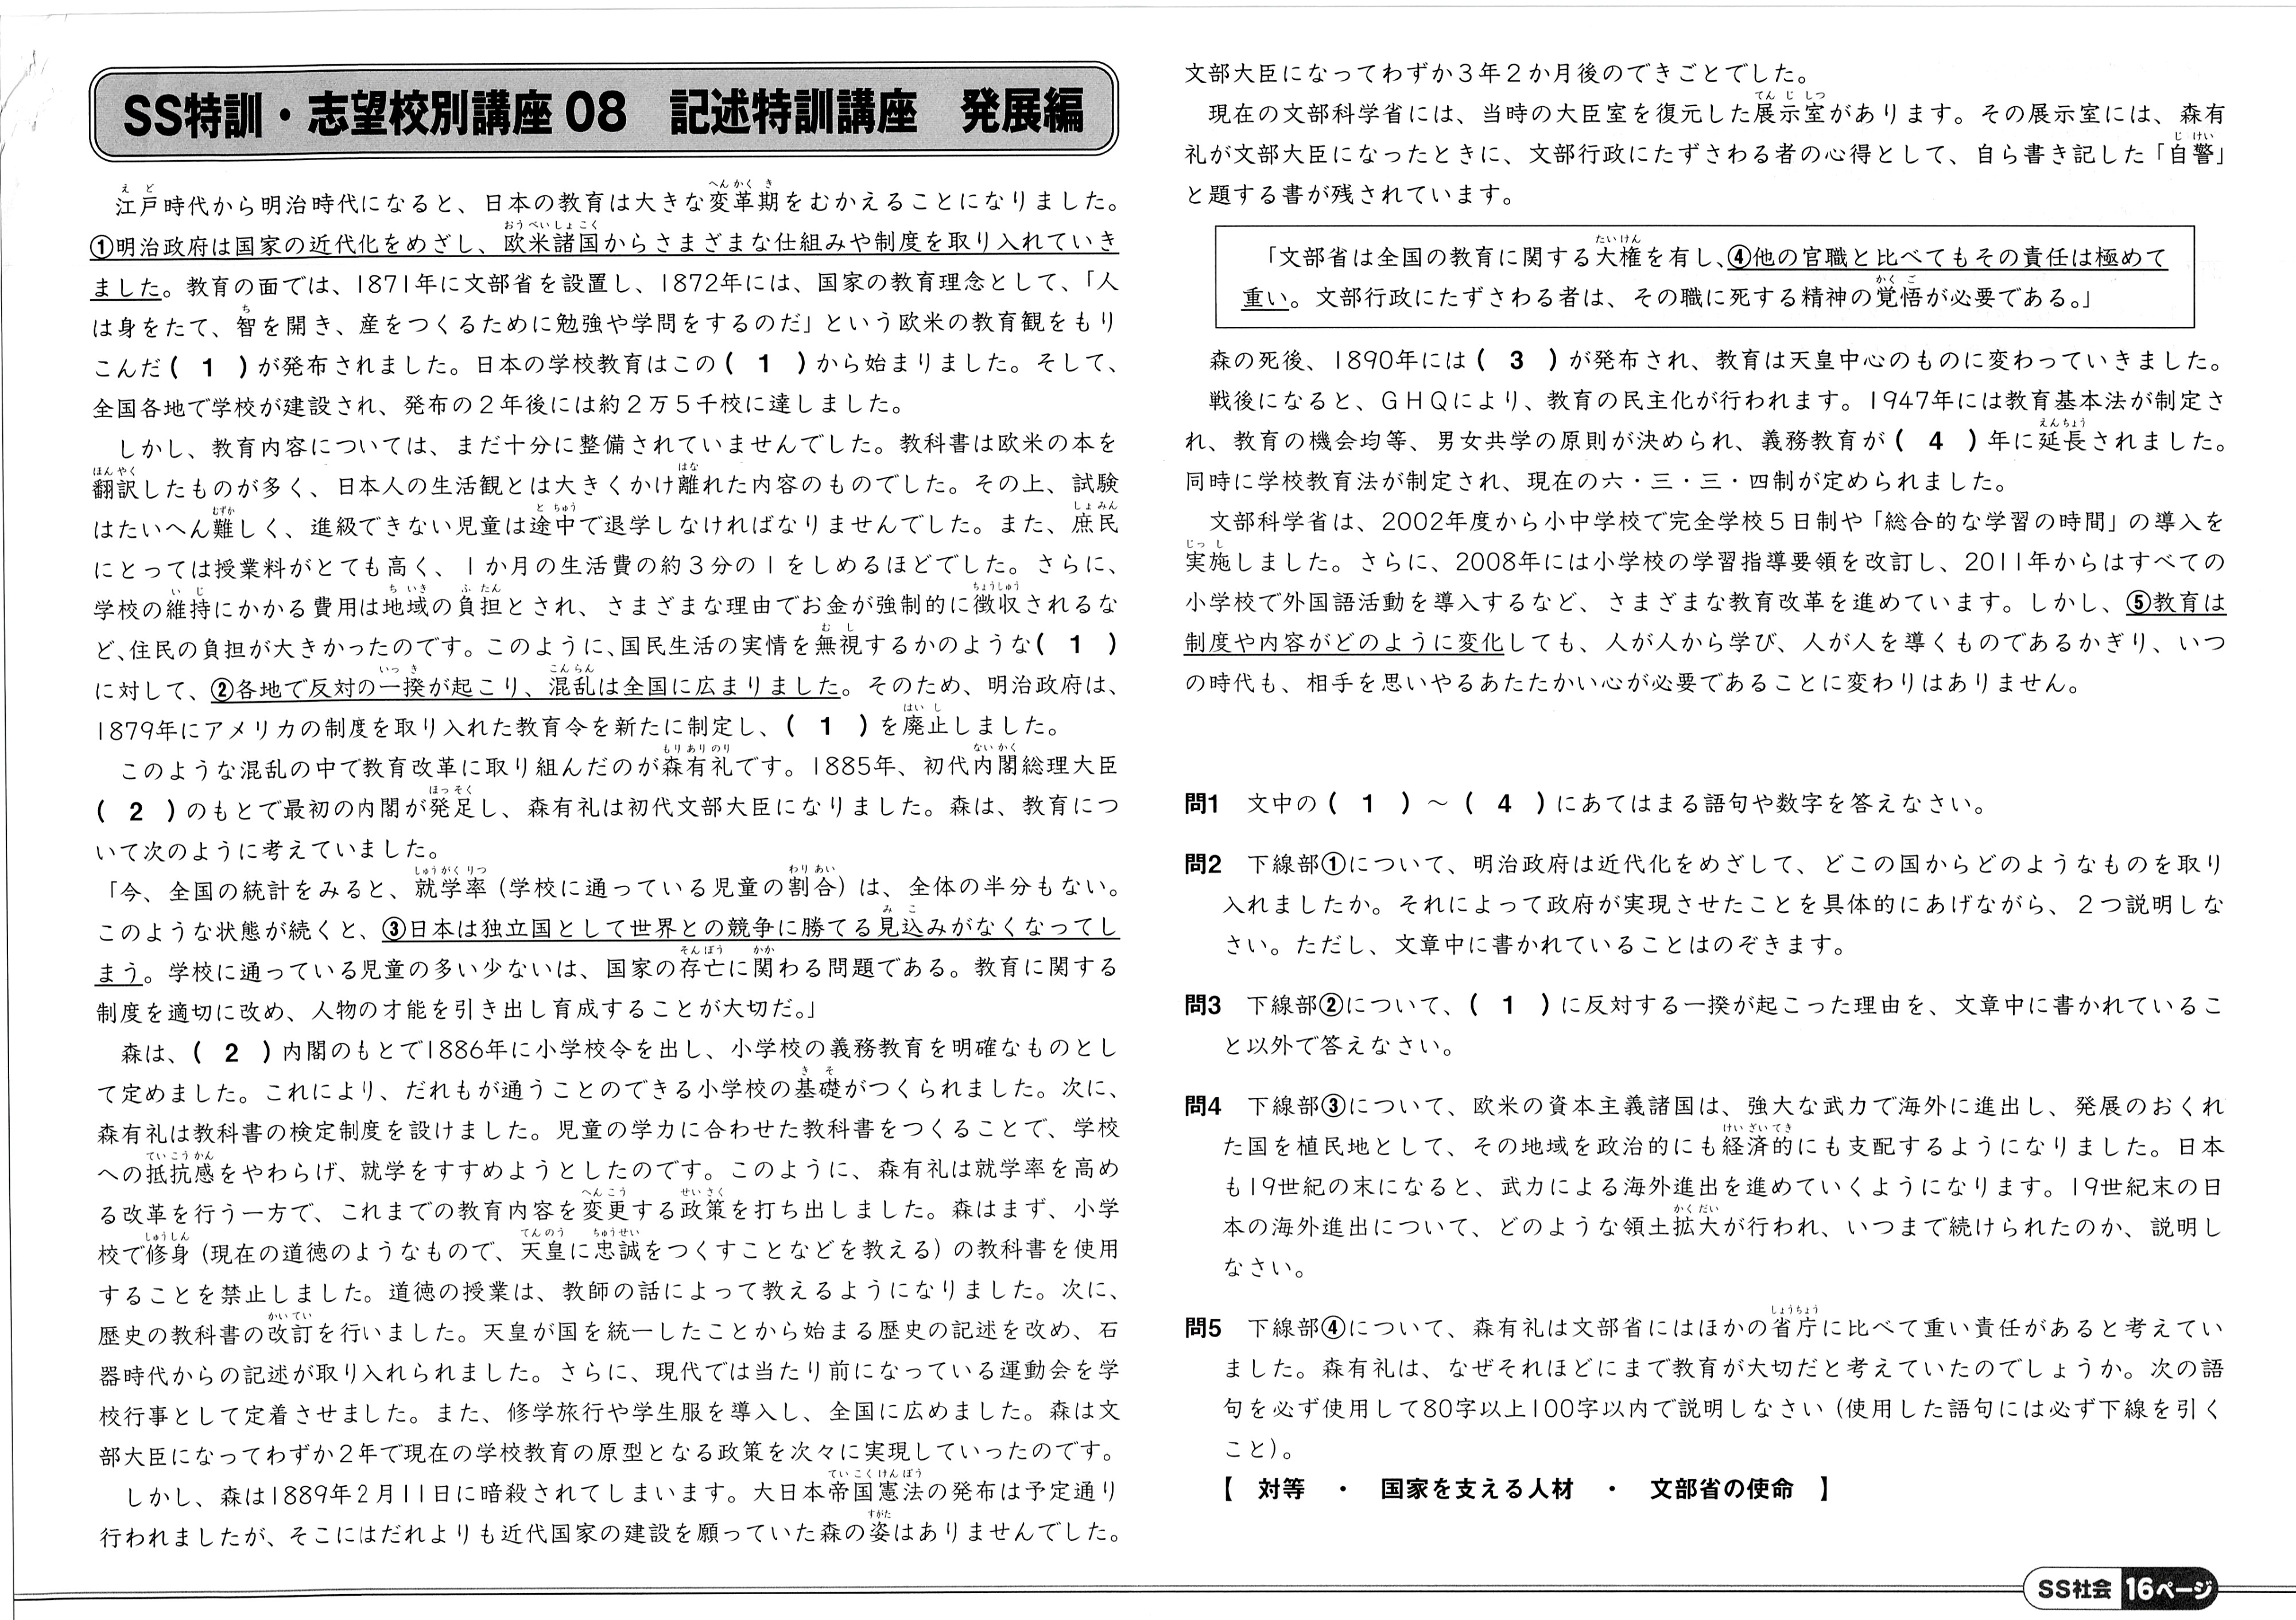 SS特訓・志望校別講座 08 記述特訓講座 発展編
江戸時代から明治時代になると、日本の教育は大きな変革期をむかえることになりました。
①明治政府は国家の近代化をめざし、欧米諸国からさまざまな仕組みや制度を取り入れていき
ました。教育の面では、1871年に文部省を設置し、1872年には、国家の教育理念として、「人
は身をたて、智を開き、産をつくるために勉強や学問をするのだ」という欧米の教育観をもり
こんだ( 1 )が発布されました。日本の学校教育はこの( 1 )から始まりました。そして、
全国各地で学校が建設され、発布の2年後には約2万5千校に達しました。
しかし、教育内容については、まだ十分に整備されていませんでした。教科書は欧米の本を
翻訳したものが多く、日本人の生活観とは大きくかけ離れた内容のものでした。その上、試験
はたいへん難しく、進級できない児童は途中で退学しなければなりませんでした。また、庶民
にとっては授業料がとても高く、1か月の生活費の約3分の1をしめるほどでした。さらに、
学校の維持にかかる費用は地域の負担とされ、さまざまな理由でお金が強制的に徴収されるな
ど、住民の負担が大きかったのです。このように、国民生活の実情を無視するかのような( 1 )
に対して、②各地で反対の一揆が起こり、混乱は全国に広まりました。そのため、明治政府は、
1879年にアメリカの制度を取り入れた教育令を新たに制定し、( 1 )を廃止しました。
このような混乱の中で教育改革に取り組んだのが森有礼です。1885年、初代内閣総理大臣
( 2 )のもとで最初の内閣が発足し、森有礼は初代文部大臣になりました。森は、教育につ
いて次のように考えていました。
「今、全国の統計をみると、就学率(学校に通っている児童の割合)は、全体の半分もない。
このような状態が続くと、③日本は独立国として世界との競争に勝てる見込みがなくなってし
まう。学校に通っている児童の多い少ないは、国家の存亡に関わる問題である。教育に関する
制度を適切に改め、人物の才能を引き出し育成することが大切だ。」
森は、( 2 )内閣のもとで1886年に小学校令を出し、小学校の義務教育を明確なものとし
て定めました。これにより、だれもが通うことのできる小学校の基礎がつくられました。次に、
森有礼は教科書の検定制度を設けました。児童の学力に合わせた教科書をつくることで、学校
への抵抗感をやわらげ、就学をすすめようとしたのです。このように、森有礼は就学率を高め
る改革を行う一方で、これまでの教育内容を変更する政策を打ち出しました。森はまず、小学
校で修身(現在の道徳のようなもので、天皇に忠誠をつくすことなどを教える)の教科書を使用
することを禁止しました。道徳の授業は、教師の話によって教えるようになりました。次に、
歴史の教科書の改訂を行いました。天皇が国を統一したことから始まる歴史の記述を改め、石
器時代からの記述が取り入れられました。さらに、現代では当たり前になっている運動会を学
校行事として定着させました。また、修学旅行や学生服を導入し、全国に広めました。森は文
部大臣になってわずか2年で現在の学校教育の原型となる政策を次々に実現していったのです。
しかし、森は1889年2月11日に暗殺されてしまいます。大日本帝国憲法の発布は予定通り
行われましたが、そこにはだれよりも近代国家の建設を願っていた森の姿はありませんでした。
文部大臣になってわずか3年2か月後のできごとでした。
現在の文部科学省には、当時の大臣室を復元した展示室があります。その展示室には、森有
礼が文部大臣になったときに、文部行政にたずさわる者の心得として、自ら書き記した「自警」
と題する書が残されています。
「文部省は全国の教育に関する大権を有し、④他の官職と比べてもその責任は極めて
重い。文部行政にたずさわる者は、その職に死する精神の覚悟が必要である。」
森の死後、1890年には( 3 )が発布され、教育は天皇中心のものに変わっていきました。
戦後になると、GHQにより、教育の民主化が行われます。1947年には教育基本法が制定さ
れ、教育の機会均等、男女共学の原則が決められ、義務教育が( 4 )年に延長されました。
同時に学校教育法が制定され、現在の六・三・三・四制が定められました。
文部科学省は、2002年度から小中学校で完全学校5日制や「総合的な学習の時間」の導入を
実施しました。さらに、2008年には小学校の学習指導要領を改訂し、2011年からはすべての
小学校で外国語活動を導入するなど、さまざまな教育改革を進めています。しかし、⑤教育は
制度や内容がどのように変化しても、人が人から学び、人が人を導くものであるかぎり、いつ
の時代も、相手を思いやるあたたかい心が必要であることに変わりはありません。
問1 文中の( 1 )~( 4 )にあてはまる語句や数字を答えなさい。
問2 下線部①について、明治政府は近代化をめざして、どこの国からどのようなものを取り
入れましたか。それによって政府が実現させたことを具体的にあげながら、2つ説明しな
さい。ただし、文章中に書かれていることはのぞきます。
問3 下線部②について、( 1 )に反対する一揆が起こった理由を、文章中に書かれているこ
と以外で答えなさい。
問4 下線部③について、欧米の資本主義諸国は、強大な武力で海外に進出し、発展のおくれ
た国を植民地として、その地域を政治的にも経済的にも支配するようになりました。日本
も19世紀の末になると、武力による海外進出を進めていくようになります。19世紀末の日
本の海外進出について、どのような領土拡大が行われ、いつまで続けられたのか、説明し
なさい。
問5 下線部④について、森有礼は文部省にはほかの省庁に比べて重い責任があると考えてい
ました。森有礼は、なぜそれほどにまで教育が大切だと考えていたのでしょうか。次の語
句を必ず使用して80字以上100字以内で説明しなさい(使用した語句には必ず下線を引く
こと)。
【 対等 ・ 国家を支える人材 ・ 文部省の使命 】
SS社会 16ページ